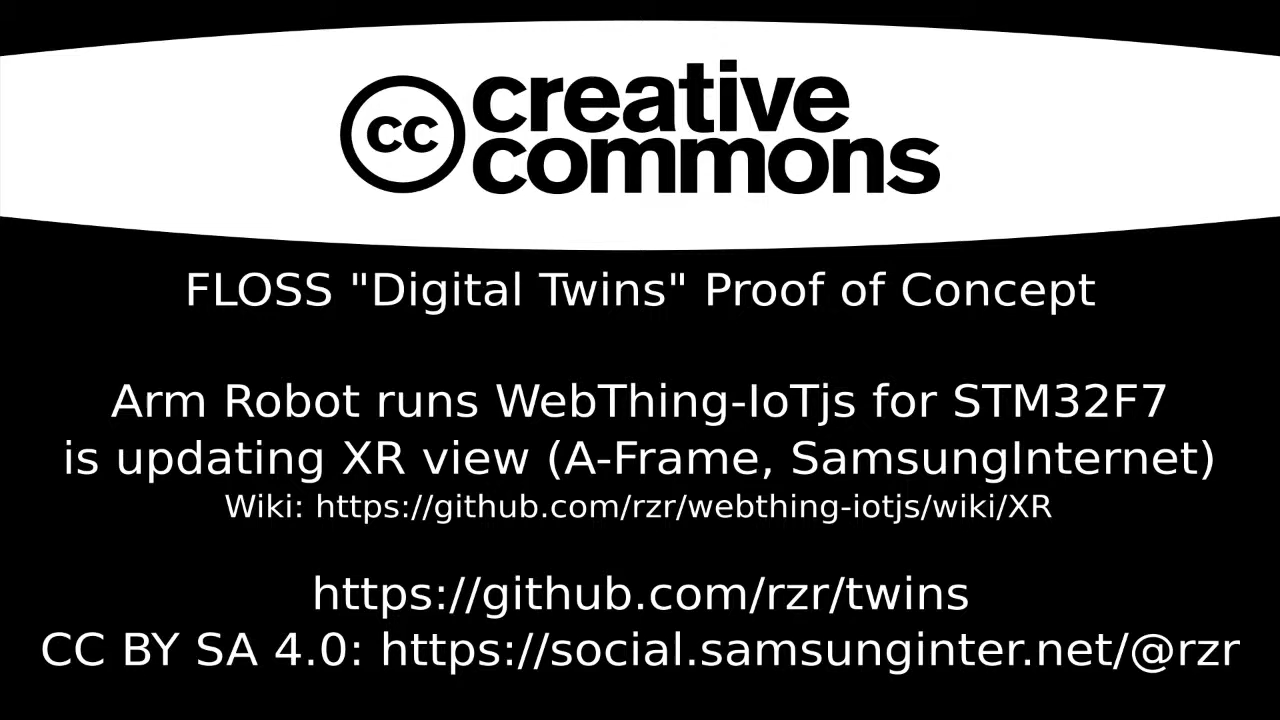 cc creative
commons
FLOSS "Digital Twins" Proof of Concept
Arm Robot runs WebThing-IoTjs for STM32F7
is updating XR view (A-Frame, SamsungInternet)
Wiki: https://github.com/rzr/webthing-iotjs/wiki/XR
https://github.com/rzr/twins
CC BY SA 4.0: https://social.samsunginter.net/@rzr